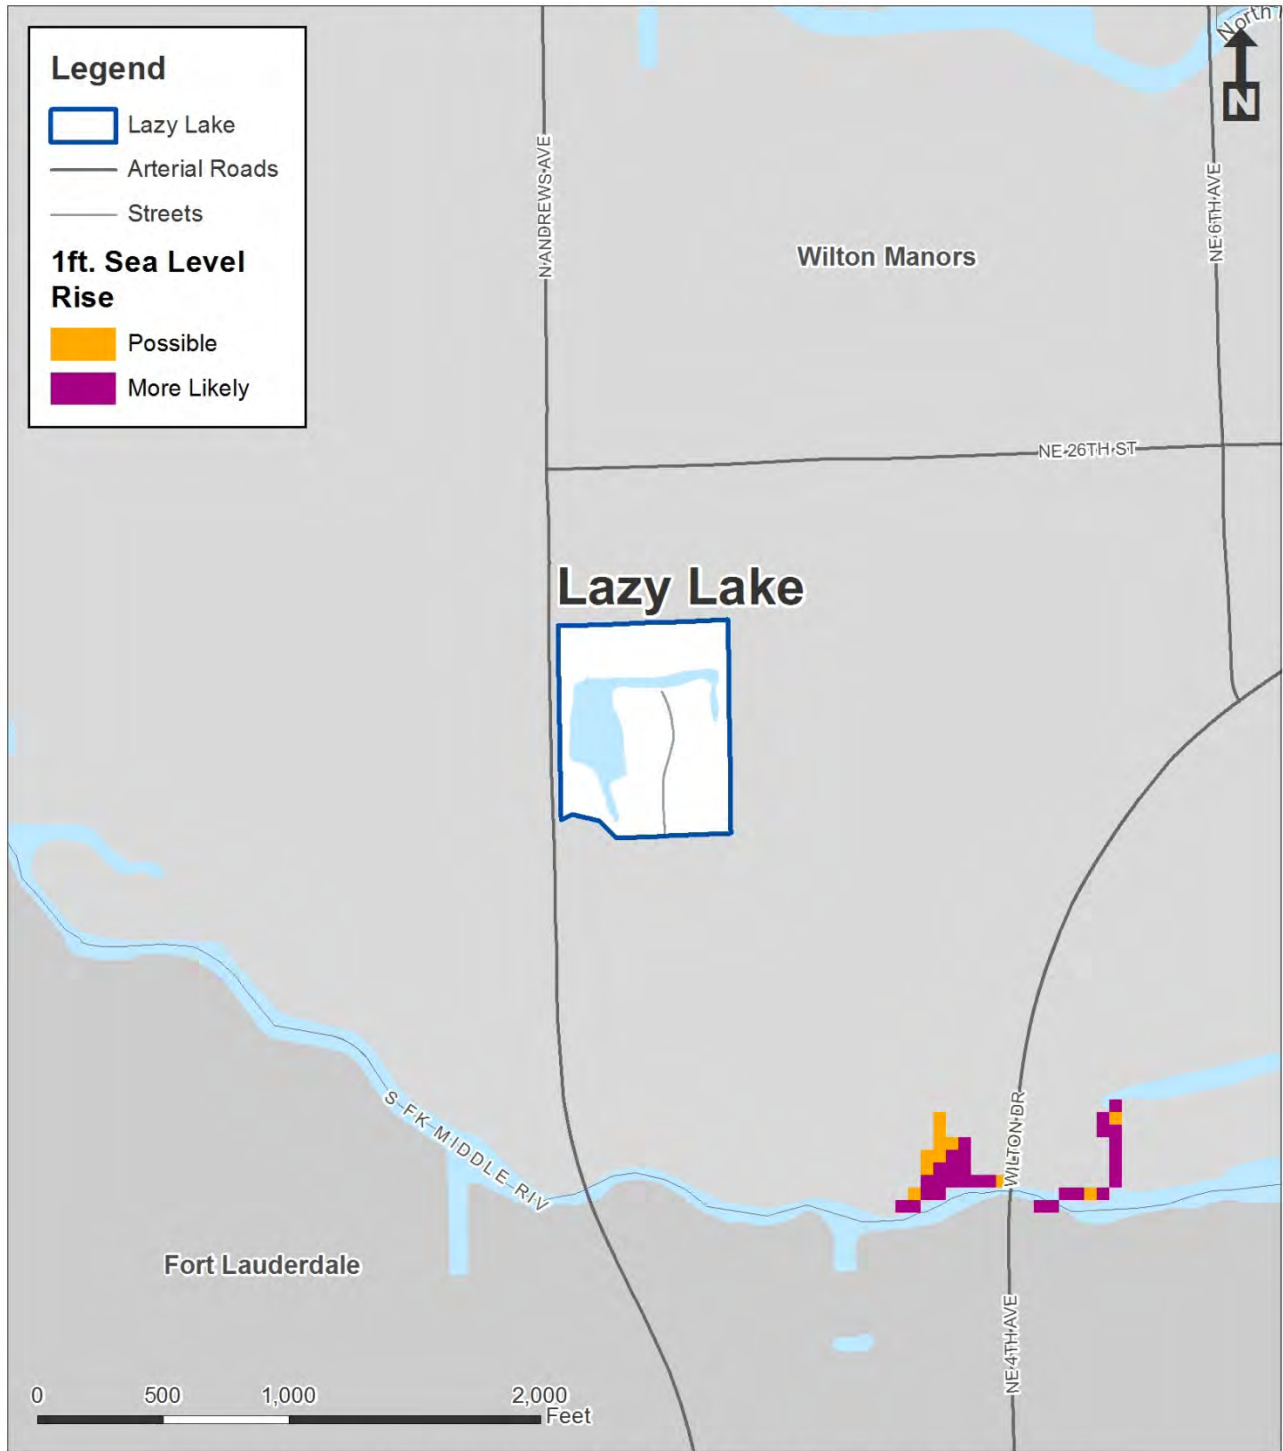 Legend
Lazy Lake
Arterial Roads
Streets
1ft. Sea Level
Rise
Possible
More Likely
North
N
N ANDREWS AVE
NE 6TH AVE
Wilton Manors
NE 26TH ST
Lazy Lake
S FK MIDDLE RIV
WILTON DR
Fort Lauderdale
NE 4TH AVE
0 500 1,000 2,000
Feet